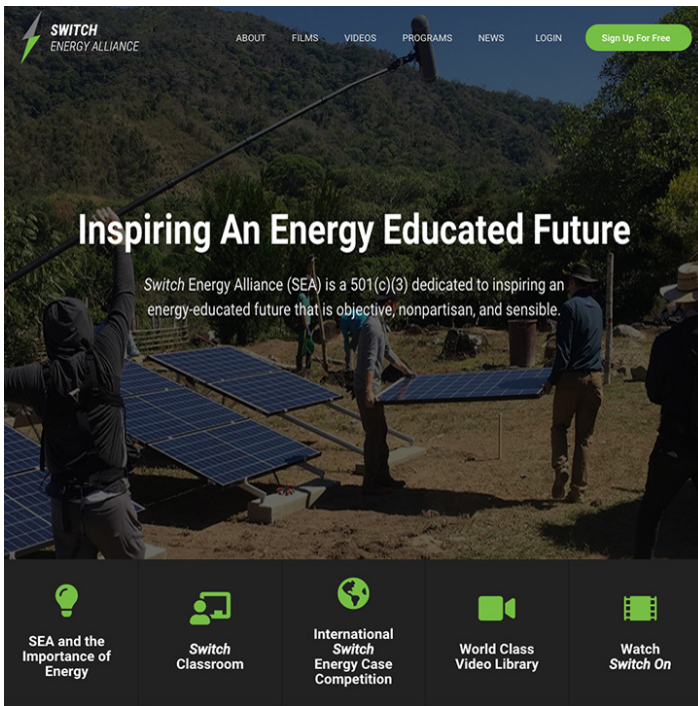 SWITCH
ENERGY ALLIANCE
ABOUT
FILMS
VIDEOS
PROGRAMS
NEWS
LOGIN
Sign Up For Free
Inspiring An Energy Educated Future
Switch Energy Alliance (SEA) is a 501(c)(3) dedicated to inspiring an
energy-educated future that is objective, nonpartisan, and sensible.
SEA and the
Importance of
Energy
Switch
Classroom
International
Switch
Energy Case
Competition
World Class
Video Library
Watch
Switch On